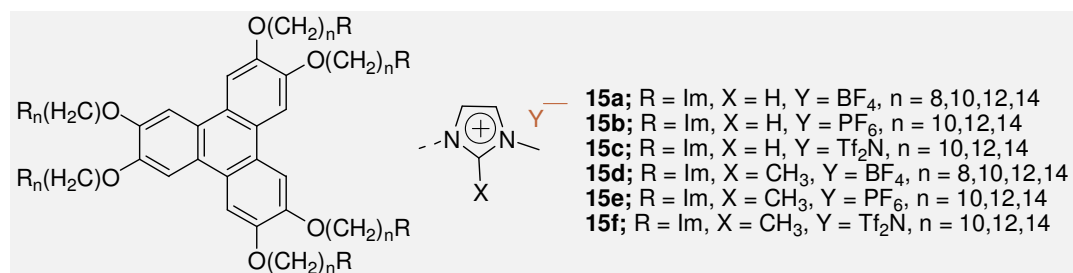 O(CH₂)ₙR
O(CH₂)ₙR
Rₙ(H₂C)O
Rₙ(H₂C)O
O(CH₂)ₙR
O(CH₂)ₙR
N + N
X
Y —
15a; R = Im, X = H, Y = BF₄, n = 8,10,12,14
15b; R = Im, X = H, Y = PF₆, n = 10,12,14
15c; R = Im, X = H, Y = Tf₂N, n = 10,12,14
15d; R = Im, X = CH₃, Y = BF₄, n = 8,10,12,14
15e; R = Im, X = CH₃, Y = PF₆, n = 10,12,14
15f; R = Im, X = CH₃, Y = Tf₂N, n = 10,12,14